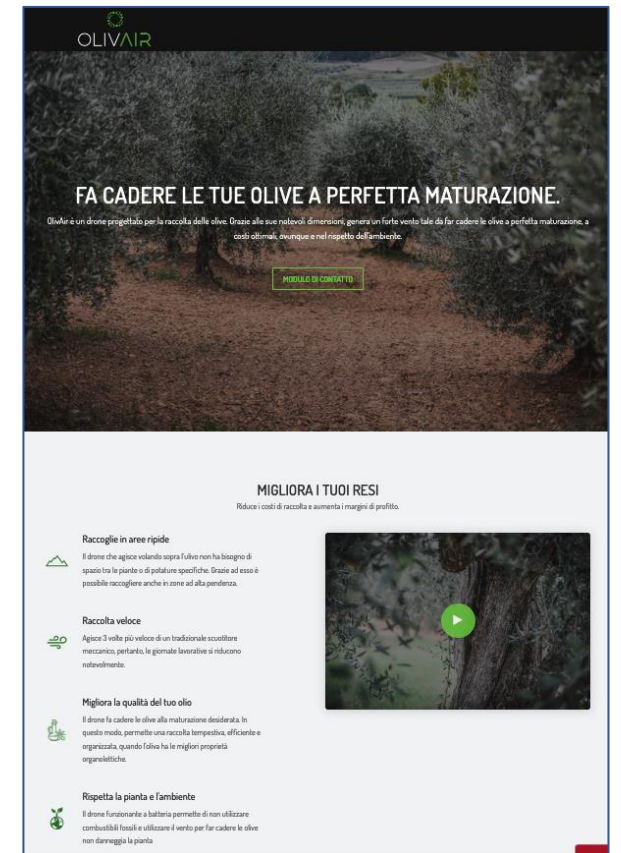 OLIVAIR
FA CADERE LE TUE OLIVE A PERFETTA MATURAZIONE.
OlivAir è un drone progettato per la raccolta delle olive. Grazie alle sue notevoli dimensioni, genera un forte vento tale da far cadere le olive a perfetta maturazione, a
costi ottimali, ovunque e nel rispetto dell'ambiente.
MODULO DI CONTATTO
MIGLIORA I TUOI RESI
Riduce i costi di raccolta e aumenta i margini di profitto.
Raccoglie in aree ripide
Il drone che agisce volando sopra l'ulivo non ha bisogno di
spazio tra le piante o di potature specifiche. Grazie ad esso è
possibile raccogliere anche in zone ad alta pendenza.
Raccolta veloce
Agisce 3 volte più veloce di un tradizionale scuotitore
meccanico, pertanto, le giornate lavorative si riducono
notevolmente.
Migliora la qualità del tuo olio
Il drone fa cadere le olive alla maturazione desiderata. In
questo modo, permette una raccolta tempestiva, efficiente e
organizzata, quando l'oliva ha le migliori proprietà
organolettiche.
Rispetta la pianta e l'ambiente
Il drone funzionante a batteria permette di non utilizzare
combustibili fossili e utilizzare il vento per far cadere le olive
non danneggia la pianta